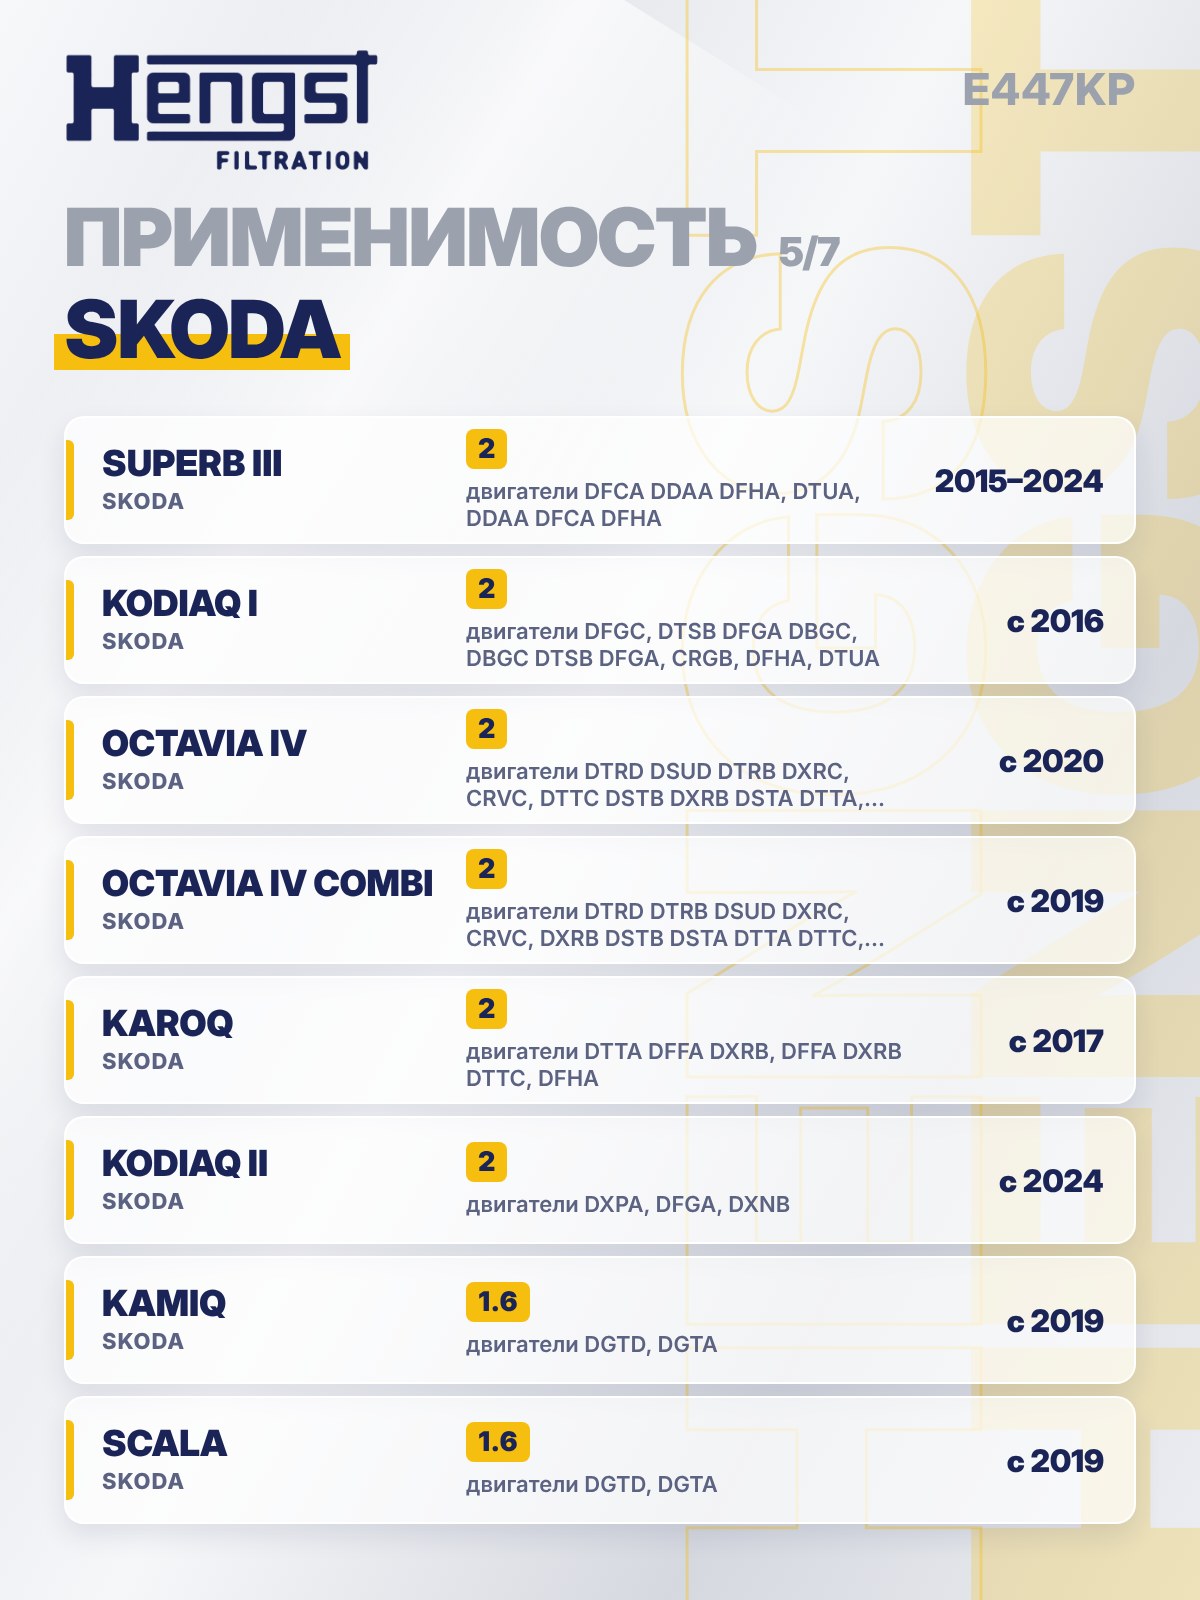 Hengst
FILTRATION
E447KP
ПРИМЕНИМОСТЬ 5/7
SKODA
SUPERB III
SKODA
2
двигатели DFCA DDAA DFHA, DTUA,
DDAA DFCA DFHA
2015–2024
KODIAQ I
SKODA
2
двигатели DFGC, DTSB DFGA DBGC,
DBGC DTSB DFGA, CRGB, DFHA, DTUA
с 2016
OCTAVIA IV
SKODA
2
двигатели DTRD DSUD DTRB DXRC,
CRVC, DTTC DSTB DXRB DSTA DTTA,...
с 2020
OCTAVIA IV COMBI
SKODA
2
двигатели DTRD DTRB DSUD DXRC,
CRVC, DXRB DSTB DSTA DTTA DTTC,...
с 2019
KAROQ
SKODA
2
двигатели DTTA DFFA DXRB, DFFA DXRB
DTTC, DFHA
с 2017
KODIAQ II
SKODA
2
двигатели DXPA, DFGA, DXNB
с 2024
KAMIQ
SKODA
1.6
двигатели DGTD, DGTA
с 2019
SCALA
SKODA
1.6
двигатели DGTD, DGTA
с 2019
HENGST
HENGST